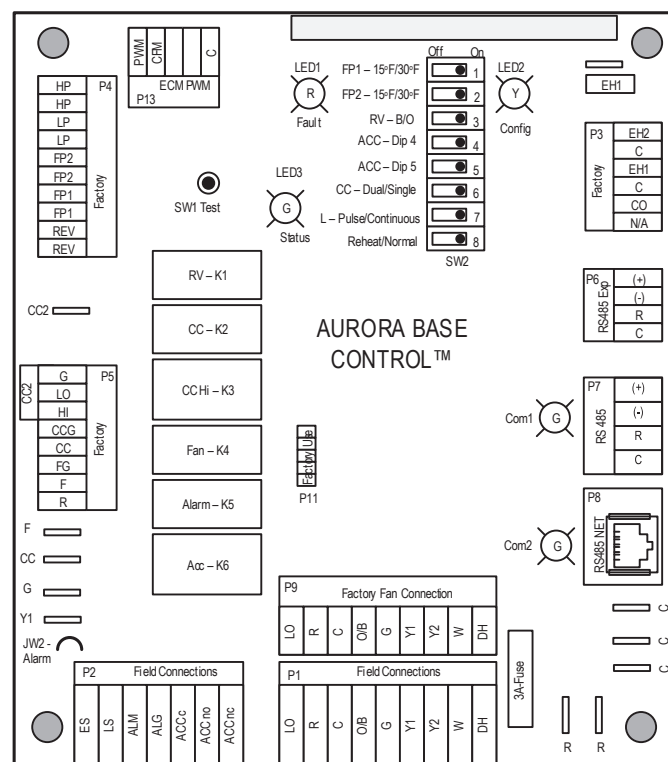 PWM
CFM
C
P13
ECM PWM
LED1
R
Fault
Off
On
FP1 – 15°F/30°F
1
FP2 – 15°F/30°F
2
RV – B/O
3
ACC – Dip 4
4
ACC – Dip 5
5
CC – Dual/Single
6
L – Pulse/Continuous
7
Reheat/Normal
8
SW2
LED2
Y
Config
EH1
P4
HP
HP
LP
LP
FP2
FP2
FP1
FP1
REV
REV
Factory
SW1 Test
LED3
G
Status
P3
Factory
EH2
C
EH1
C
CO
N/A
RV – K1
CC – K2
CC Hi – K3
Fan – K4
Alarm – K5
Acc – K6
AURORA BASE
CONTROL™
P6
RS485 Exp
(+)
(-)
R
C
CC2
CC2
P5
G
LO
HI
CCG
CC
FG
F
R
Factory
Factory Use
P11
Com1
G
P7
RS 485
(+)
(-)
R
C
P8
RS485 NET
Com2
G
F
CC
G
Y1
JW2 -
Alarm
P9
Factory Fan Connection
LO
R
C
O/B
G
Y1
Y2
W
DH
C
C
C
P2
Field Connections
ES
LS
ALM
ALG
ACC c
ACC no
ACC nc
P1
Field Connections
LO
R
C
O/B
G
Y1
Y2
W
DH
3A-Fuse
R
R